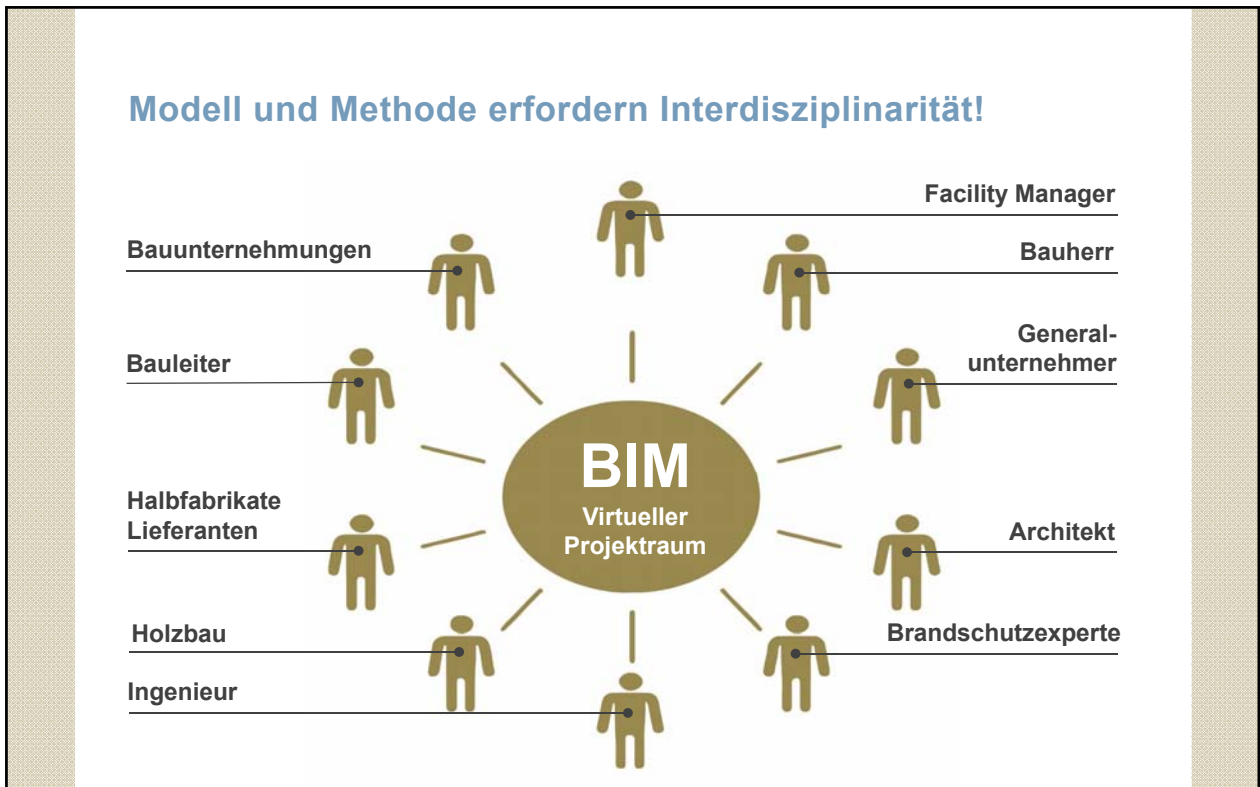 Modell und Methode erfordern Interdisziplinarität!
Facility Manager
Bauunternehmungen
Bauherr
General-
unternehmer
Bauleiter
BIM
Virtueller
Projektraum
Halbfabrikate
Lieferanten
Architekt
Holzbau
Brandschutzexperte
Ingenieur